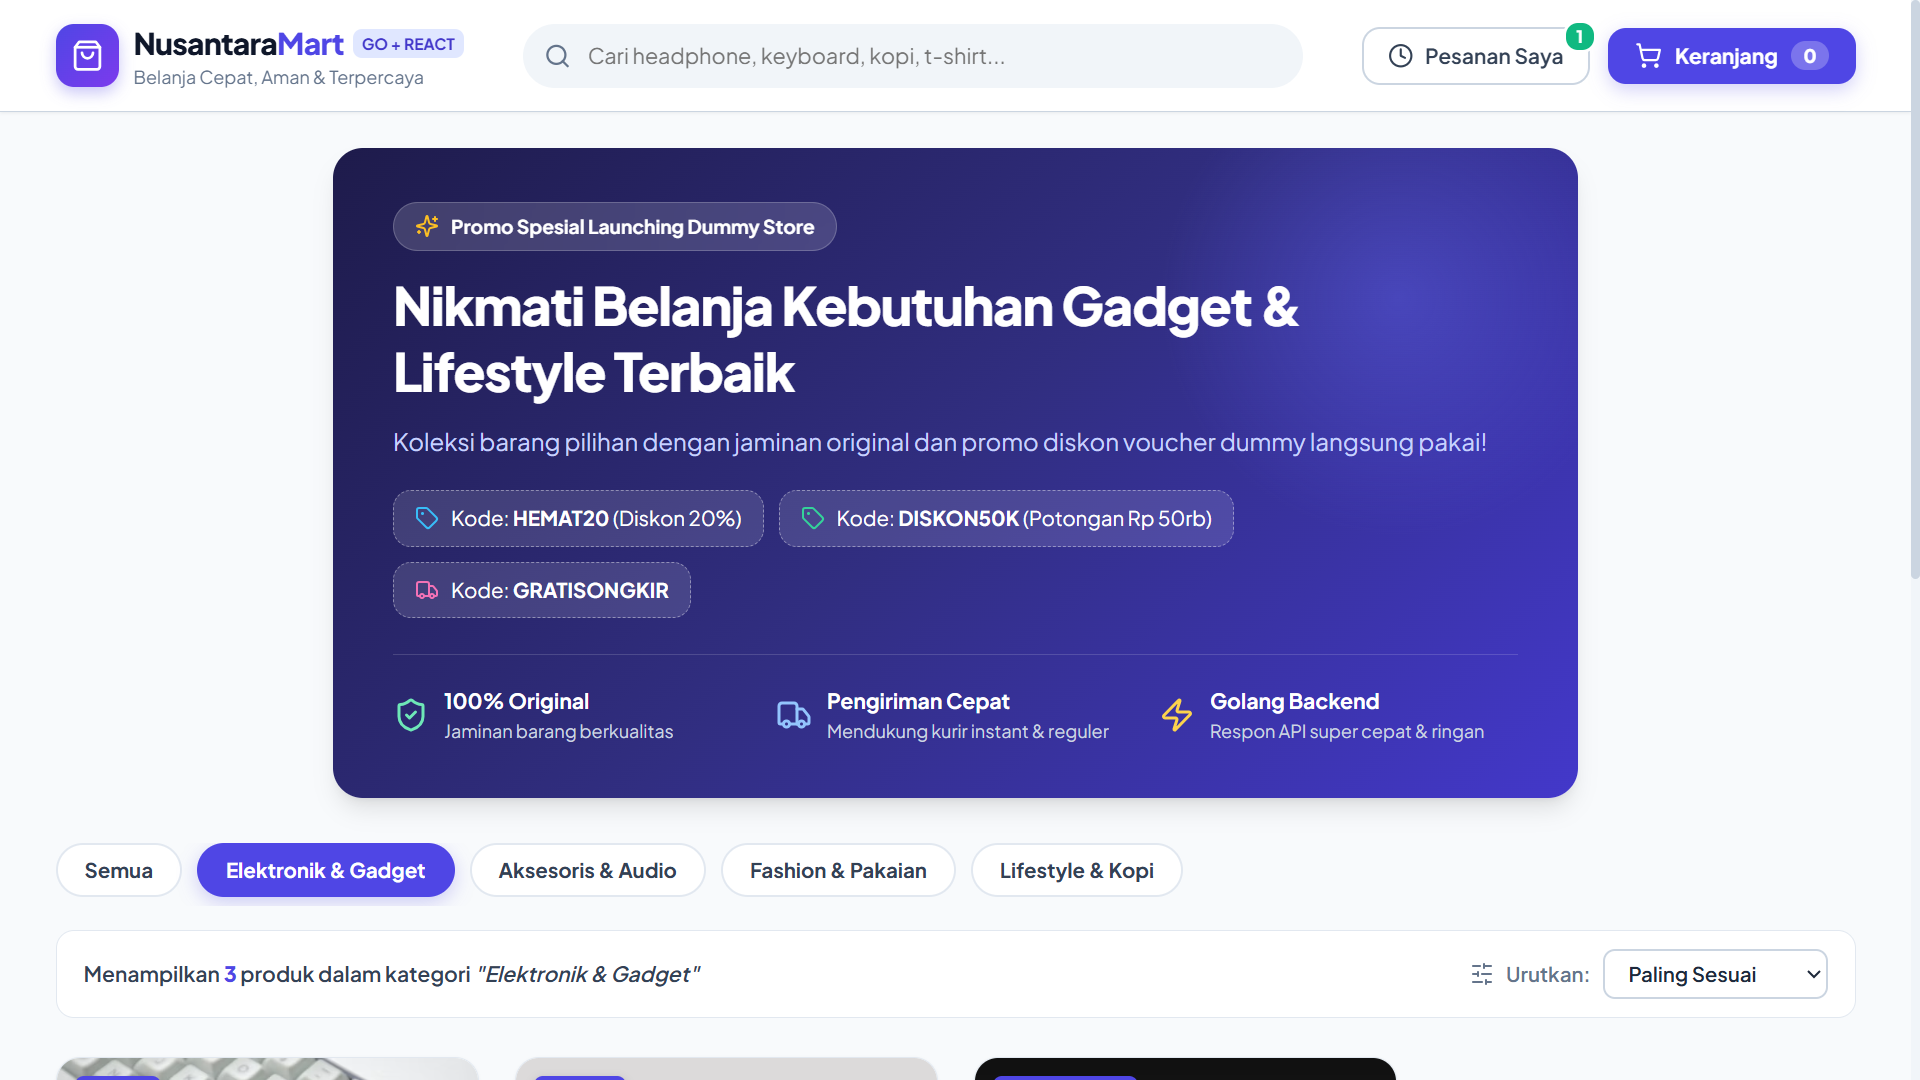 NusantaraMart GO + REACT
Belanja Cepat, Aman & Terpercaya
Cari headphone, keyboard, kopi, t-shirt...
Pesanan Saya 1
Keranjang 0
Promo Spesial Launching Dummy Store
Nikmati Belanja Kebutuhan Gadget &
Lifestyle Terbaik
Koleksi barang pilihan dengan jaminan original dan promo diskon voucher dummy langsung pakai!
Kode: HEMAT20 (Diskon 20%)
Kode: DISKON50K (Potongan Rp 50rb)
Kode: GRATISONGKIR
100% Original
Jaminan barang berkualitas
Pengiriman Cepat
Mendukung kurir instant & reguler
Golang Backend
Respon API super cepat & ringan
Semua
Elektronik & Gadget
Aksesoris & Audio
Fashion & Pakaian
Lifestyle & Kopi
Menampilkan 3 produk dalam kategori "Elektronik & Gadget"
Urutkan: Paling Sesuai